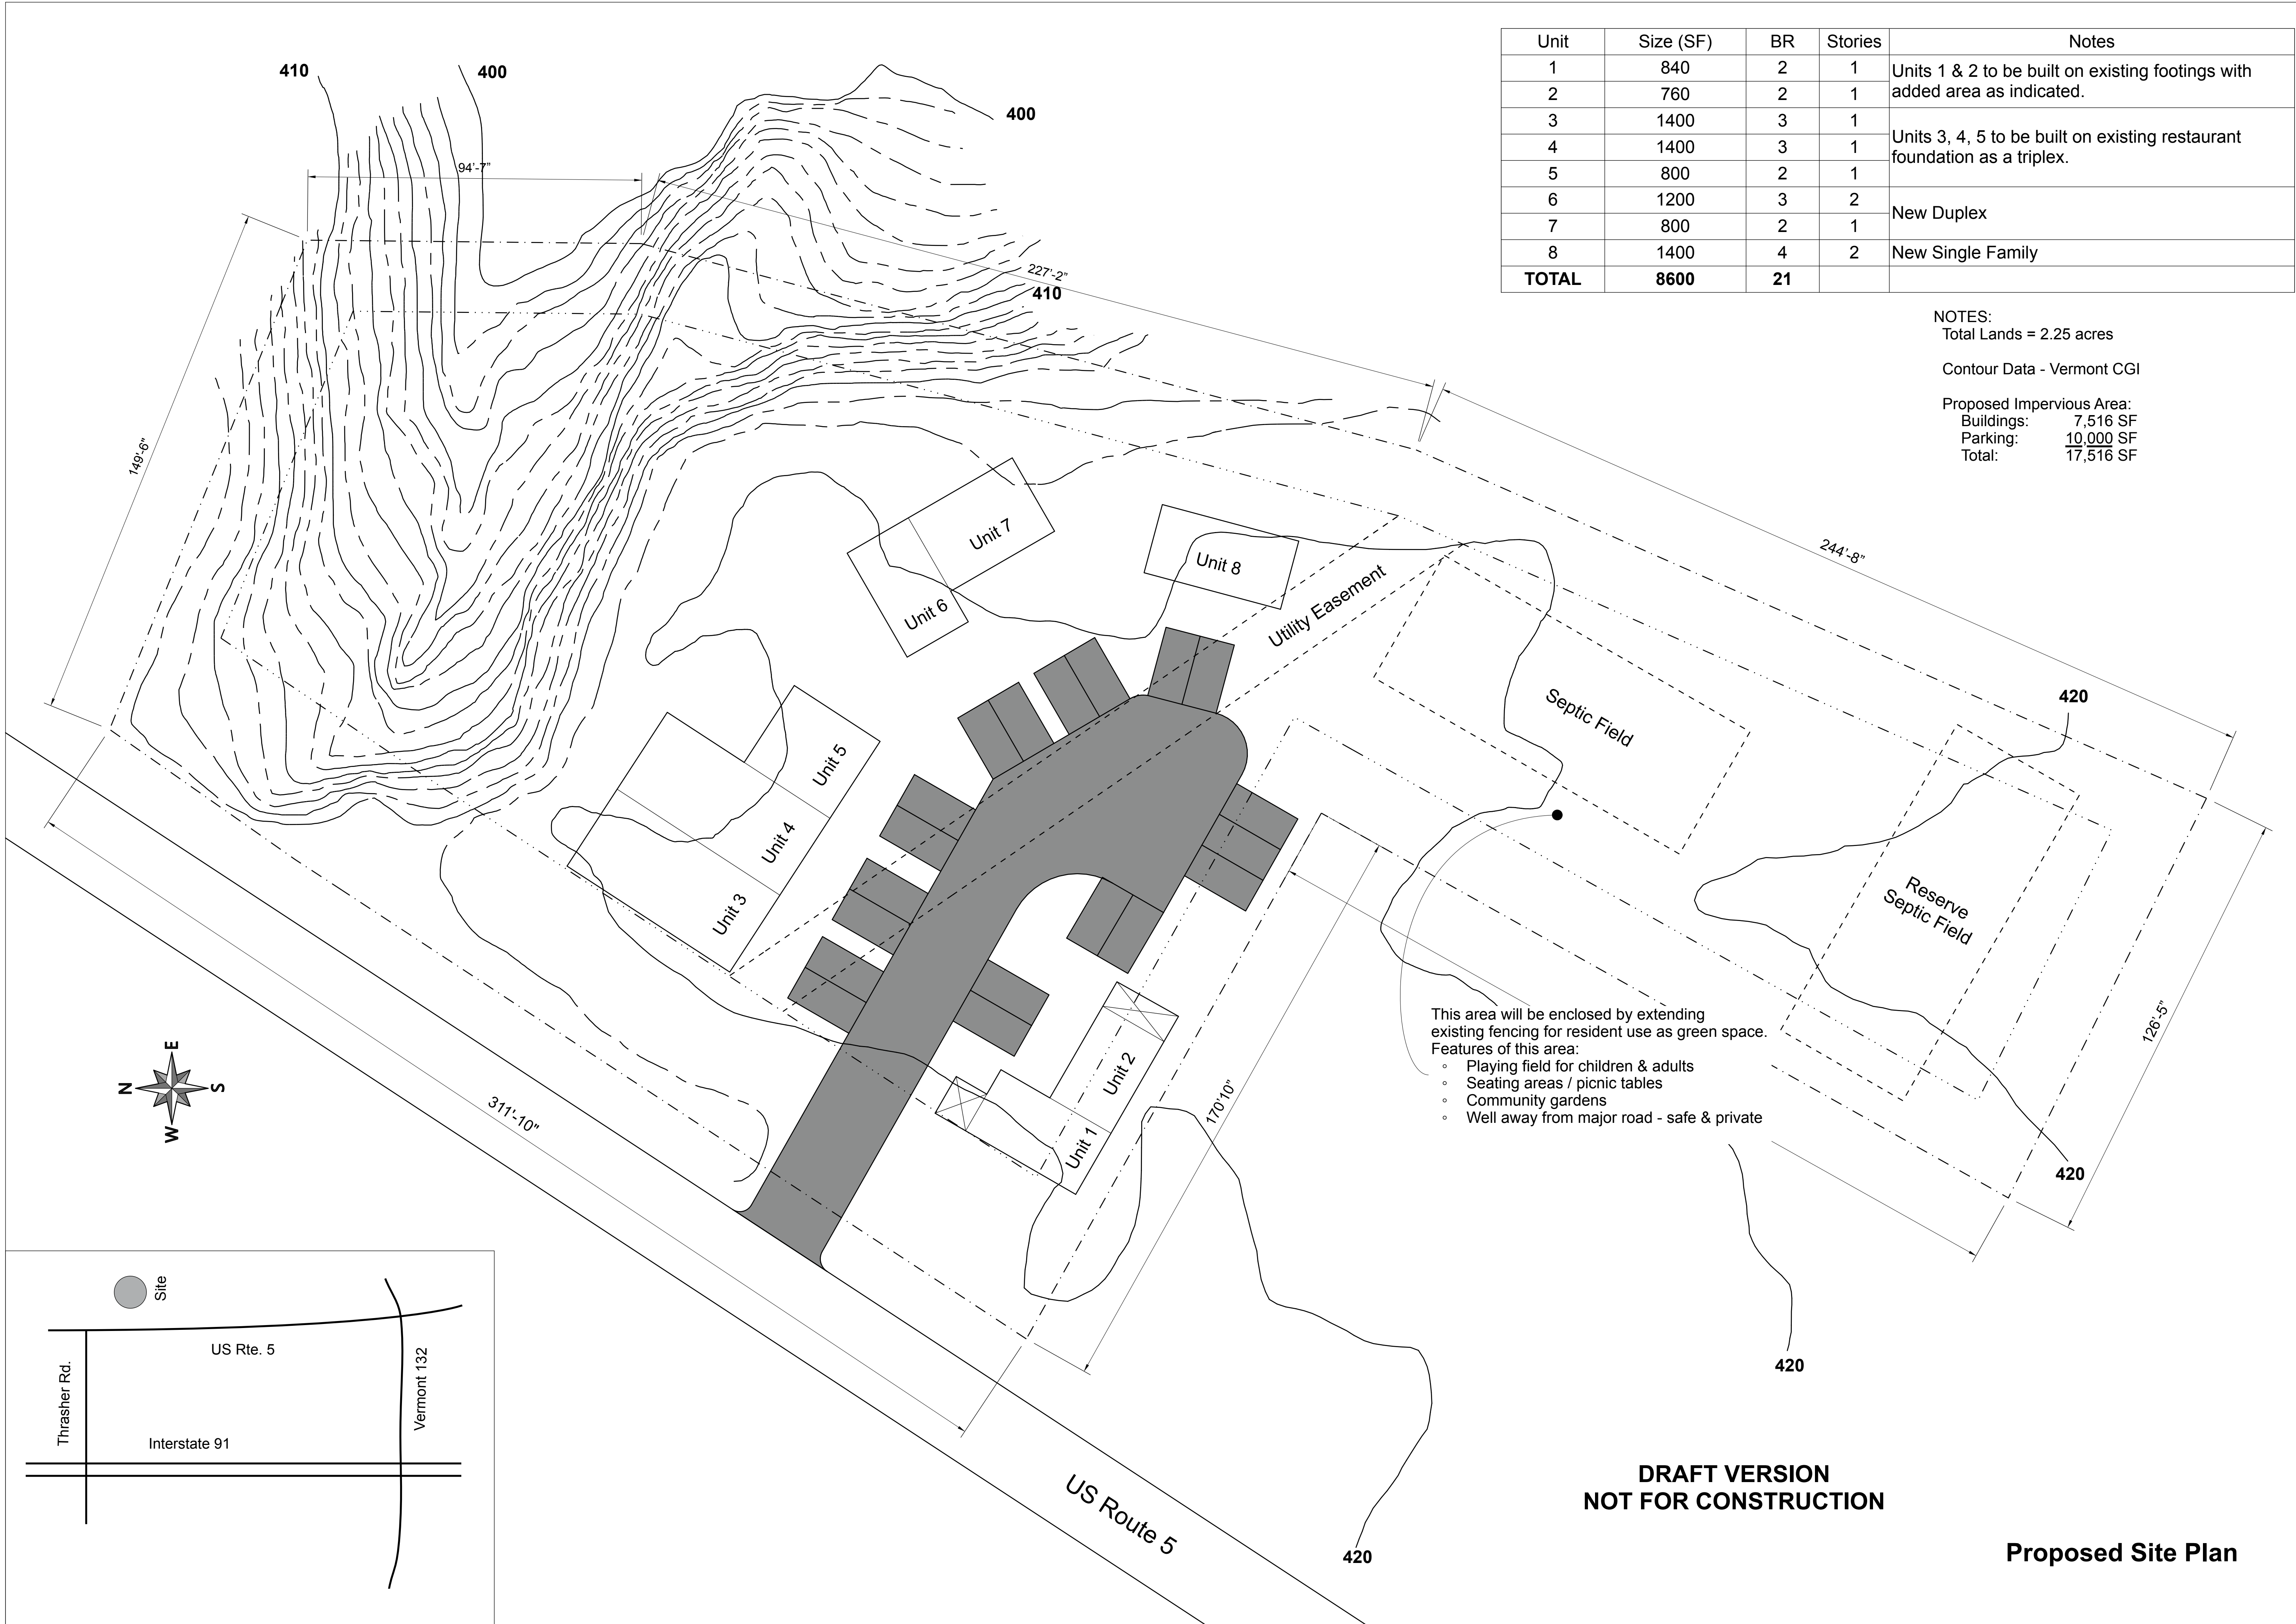 Unit Size (SF) BR Stories Notes
1 840 2 1 Units 1 & 2 to be built on existing footings with
2 760 2 1 added area as indicated.
3 1400 3 1
4 1400 3 1 Units 3, 4, 5 to be built on existing restaurant
foundation as a triplex.
5 800 2 1
6 1200 3 2 New Duplex
7 800 2 1
8 1400 4 2 New Single Family
TOTAL 8600 21
NOTES:
Total Lands = 2.25 acres
Contour Data - Vermont CGI
Proposed Impervious Area:
Buildings: 7,516 SF
Parking: 10,000 SF
Total: 17,516 SF
410
400
400
94'-7"
227'-2"
410
149'-6"
244'-8"
Unit 7
Unit 8
Unit 6
Utility Easement
Septic Field
420
Unit 5
Unit 4
Unit 3
Reserve
Septic Field
126'-5"
This area will be enclosed by extending
existing fencing for resident use as green space.
Features of this area:
◦ Playing field for children & adults
◦ Seating areas / picnic tables
◦ Community gardens
◦ Well away from major road - safe & private
Unit 2
Unit 1
170'10"
311'-10"
420
420
420
N
E
S
W
US Route 5
Site
US Rte. 5
Thrasher Rd.
Vermont 132
Interstate 91
DRAFT VERSION
NOT FOR CONSTRUCTION
Proposed Site Plan